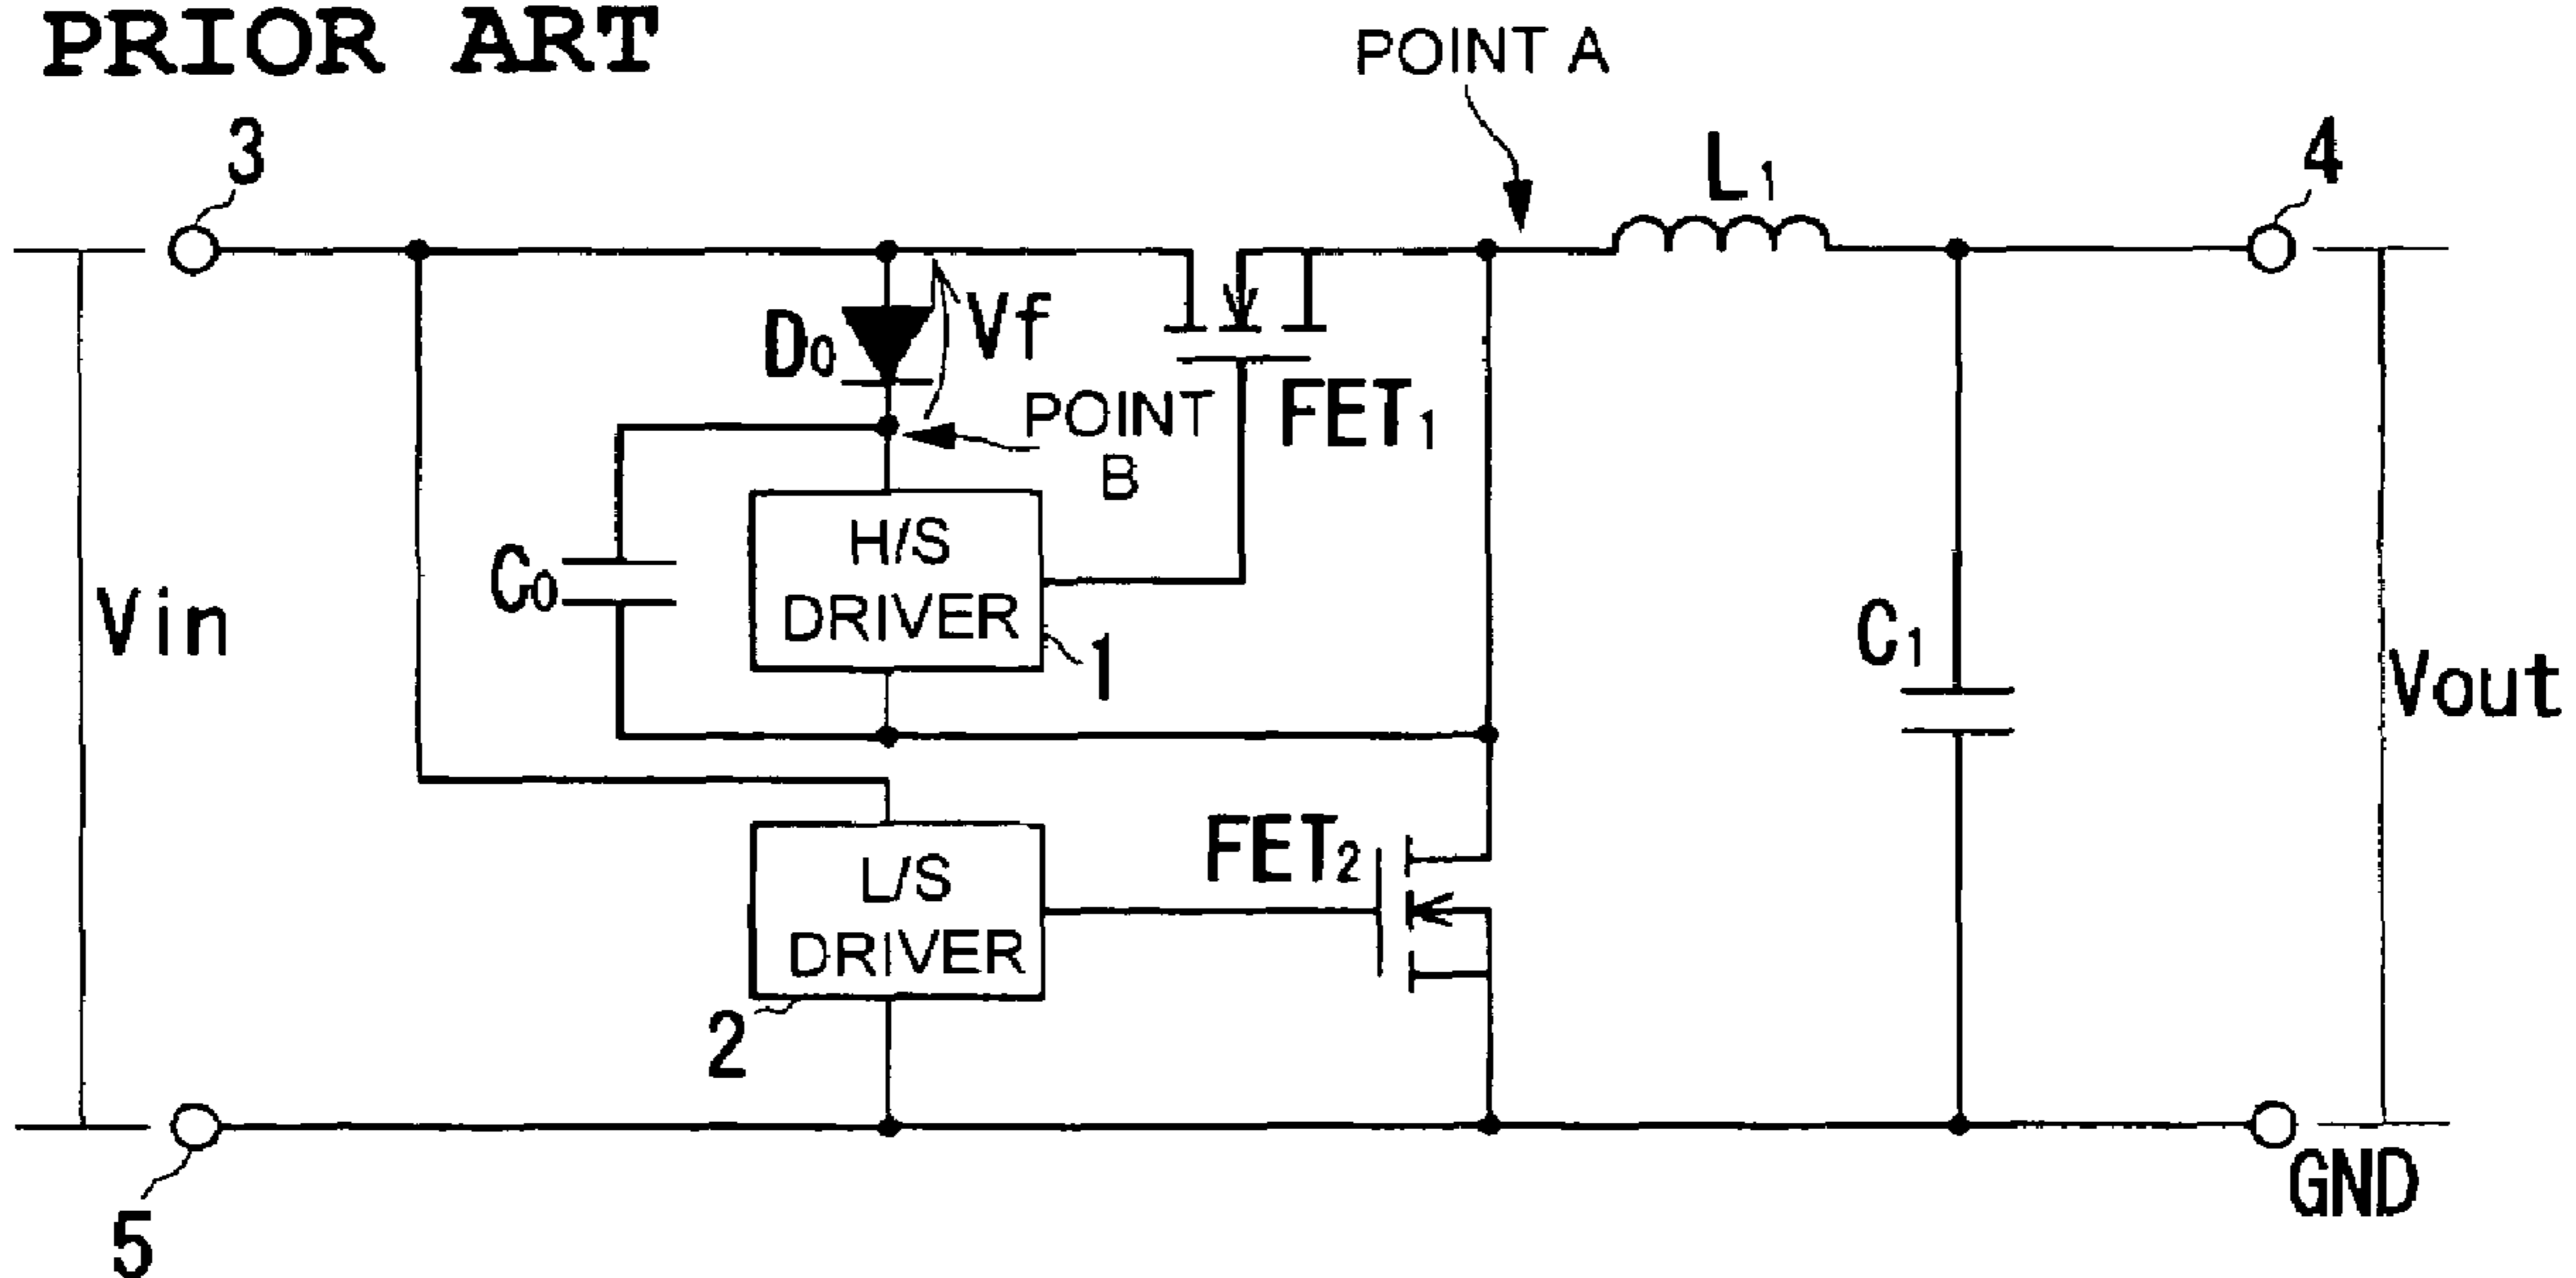 PRIOR ART
POINT A
3
L1
4
D0
Vf
POINT
B
FET1
H/S
DRIVER
1
C0
Vin
C1
Vout
FET2
L/S
DRIVER
2
5
GND